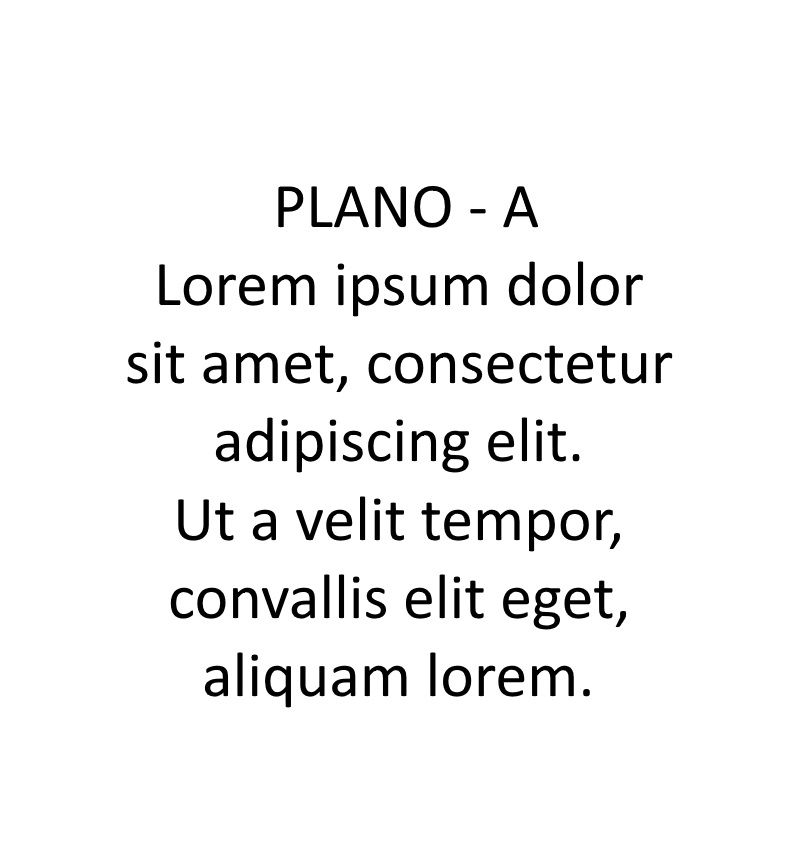 PLANO - A
Lorem ipsum dolor
sit amet, consectetur
adipiscing elit.
Ut a velit tempor,
convallis elit eget,
aliquam lorem.